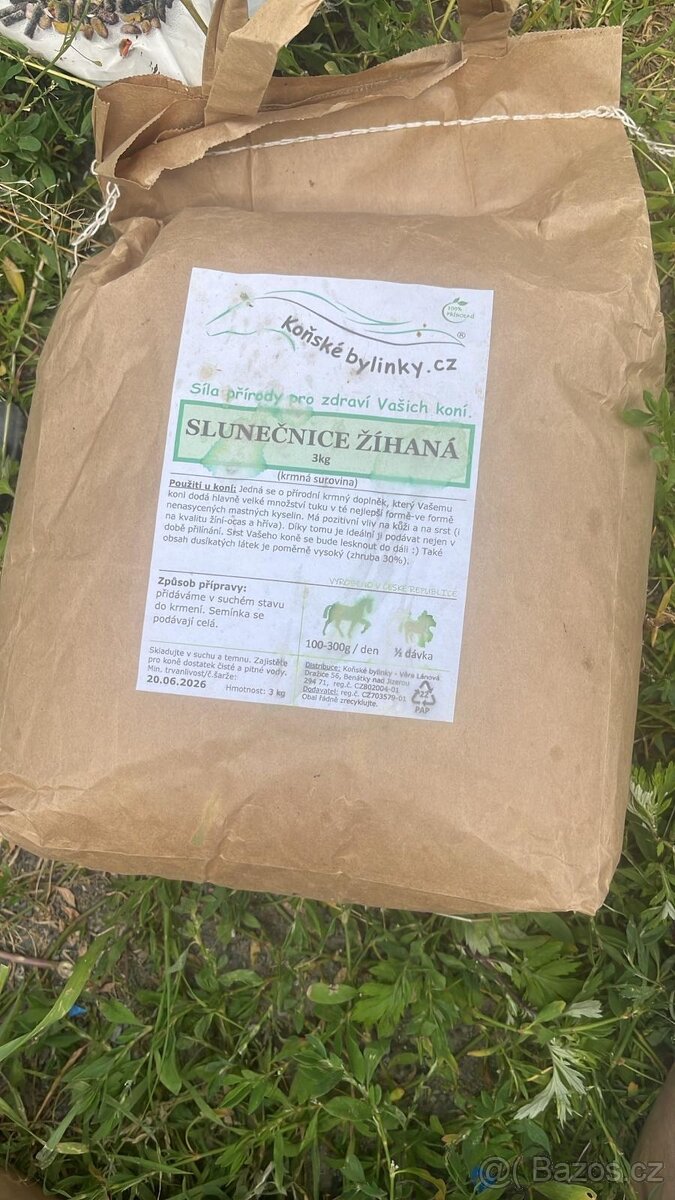 100%
PŘÍRODNÍ
Koňské bylinky.cz
®
Síla přírody pro zdraví Vašich koní.
SLUNEČNICE ŽÍHANÁ
3kg
(krmná surovina)
Použití u koní: Jedná se o přírodní krmný doplněk, který Vašemu
koni dodá hlavně velké množství tuku v té nejlepší formě-ve formě
nenasycených mastných kyselin. Má pozitivní vliv na kůži a na srst (i
na kvalitu žíní-ocas a hříva). Díky tomu je ideální ji podávat nejen v
době přilínání. Srst Vašeho koně se bude lesknout do dáli :) Také
obsah dusíkatých látek je poměrně vysoký (zhruba 30%).
VYROBENO V ČESKÉ REPUBLICE
Způsob přípravy:
přidáváme v suchém stavu
do krmení. Semínka se
podávají celá.
100-300g / den
½ dávka
Skladujte v suchu a temnu. Zajistěte
pro koně dostatek čisté a pitné vody.
Min. trvanlivost/č.šarže:
20.06.2026
Hmotnost: 3 kg
Distribuce: Koňské bylinky - Věra Lánová
Dražice 56, Benátky nad Jizerou
294 71, reg.č. CZ802004-01
Dodavatel: reg.č. CZ703579-01
Obal řádně zrecyklujte.
22
PAP
Bazos.cz